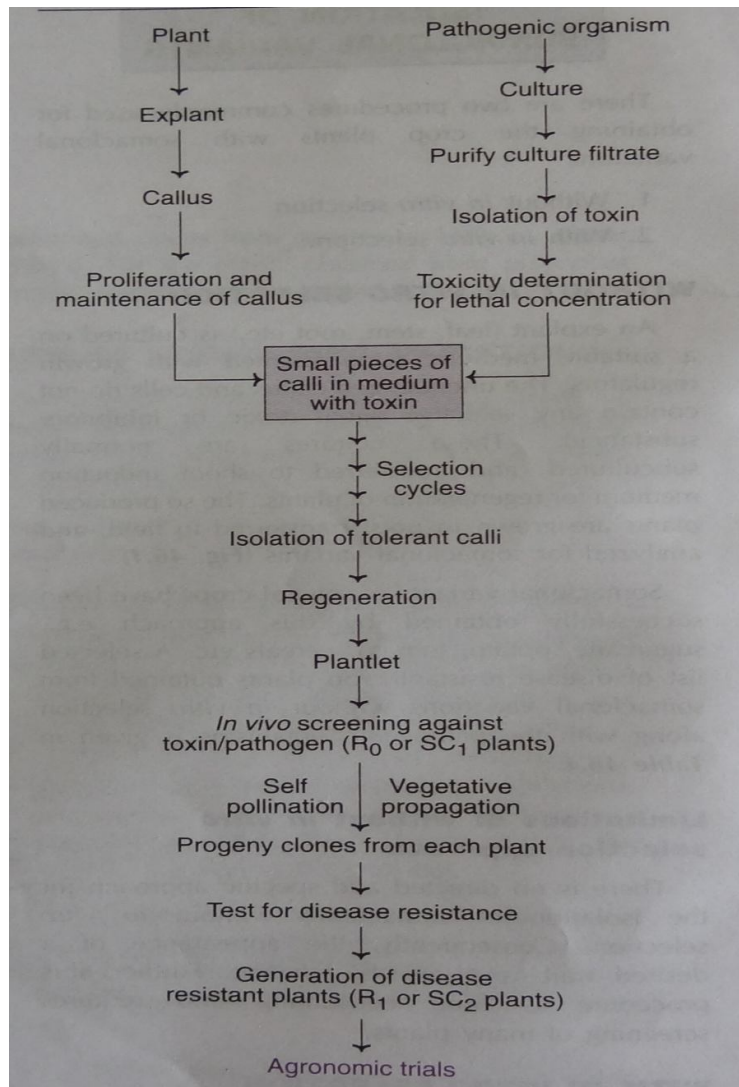 Plant
Explant
Callus
Proliferation and
maintenance of callus
Pathogenic organism
Culture
Purify culture filtrate
Isolation of toxin
Toxicity determination
for lethal concentration
Small pieces of
calli in medium
with toxin
Selection
cycles
Isolation of tolerant calli
Regeneration
Plantlet
In vivo screening against
toxin/pathogen (R₀ or SC₁ plants)
Self
pollination
Vegetative
propagation
Progeny clones from each plant
Test for disease resistance
Generation of disease
resistant plants (R₁ or SC₂ plants)
Agronomic trials